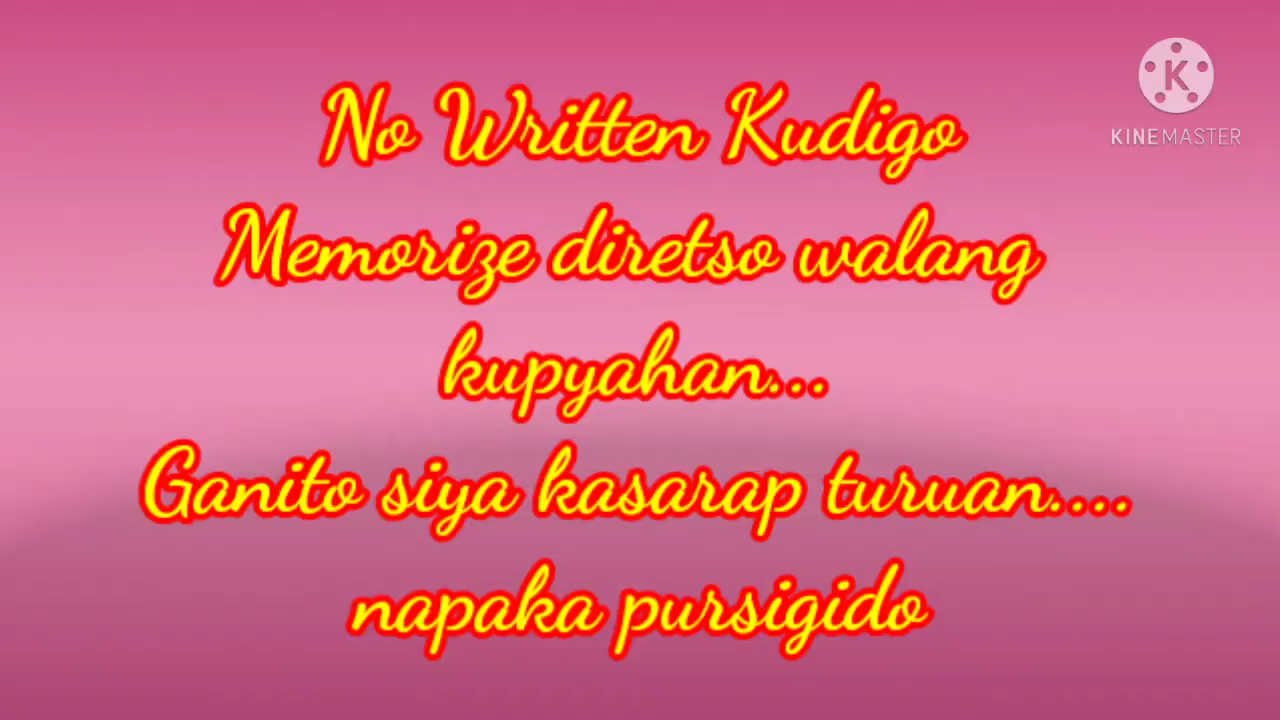 K
KINEMASTER
No Written Kudigo
Memorize diretso walang
kupyahan...
Ganito siya kasarap turuan....
napaka pursigido